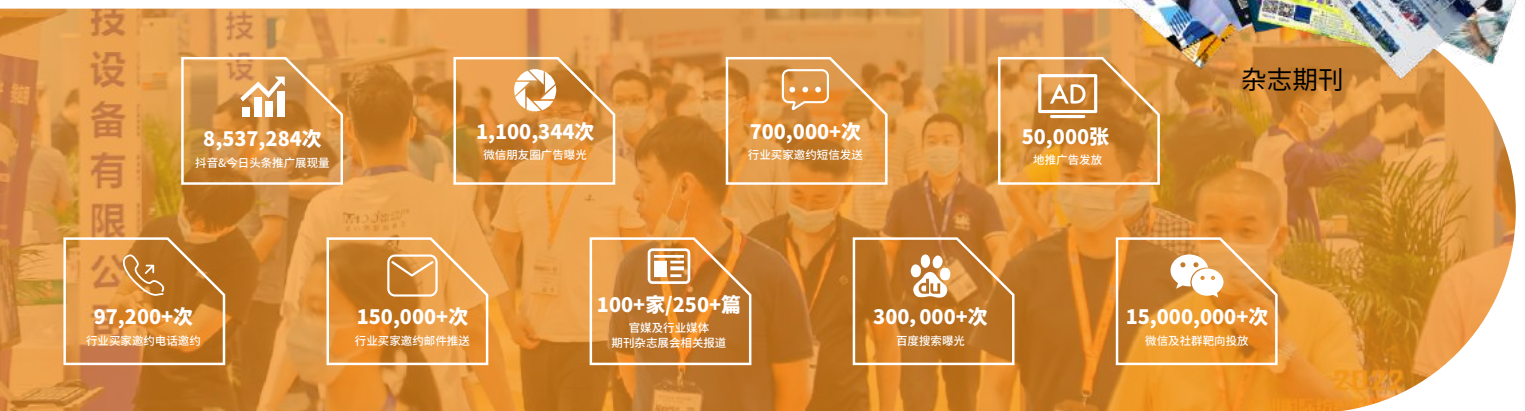 技设备有限公司
技设
杂志期刊
8,537,284次
抖音&今日头条推广展现量
1,100,344次
微信朋友圈广告曝光
700,000+次
行业买家邀约短信发送
AD
50,000张
地推广告发放
97,200+次
行业买家邀约电话邀约
150,000+次
行业买家邀约邮件推送
100+家/250+篇
官媒及行业媒体
期刊杂志展会相关报道
du
300,000+次
百度搜索曝光
15,000,000+次
微信及社群靶向投放
2022